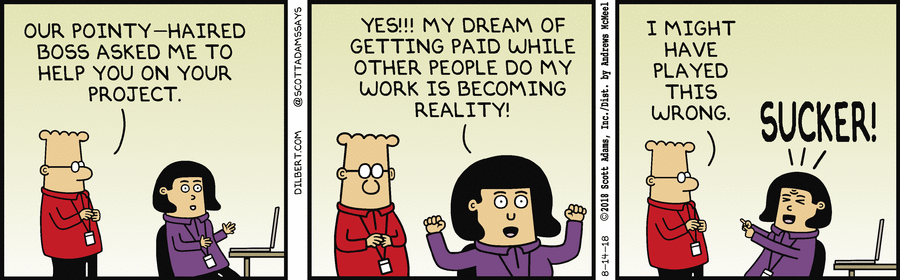 OUR POINTY-HAIRED
BOSS ASKED ME TO
HELP YOU ON YOUR
PROJECT.
DILBERT.COM @SCOTTADAMSSAYS
YES!!! MY DREAM OF
GETTING PAID WHILE
OTHER PEOPLE DO MY
WORK IS BECOMING
REALITY!
8-14-18 ©2018 Scott Adams, Inc./Dist. by Andrews McMeel
I MIGHT
HAVE
PLAYED
THIS
WRONG.
SUCKER!